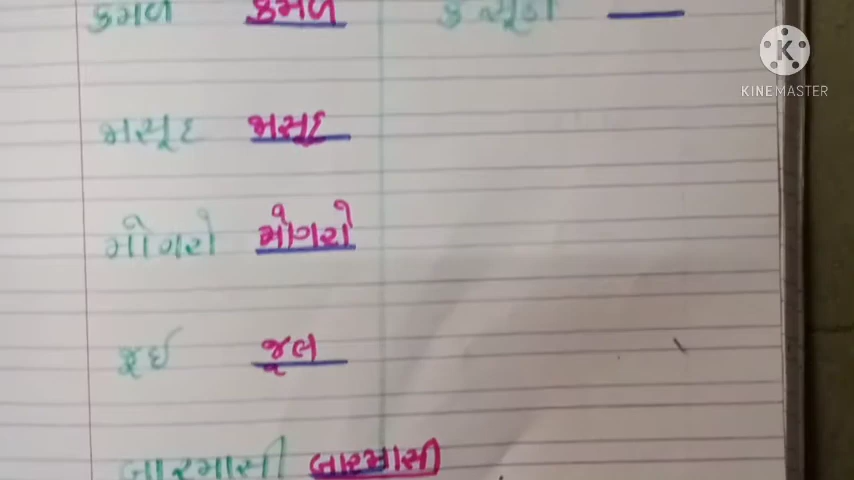 કમળ કમળ કેસૂડો
KINEMASTER
જાસૂદ જાસૂદ
મોગરો મોગરો
જૂઈ જૂલ
બારમાસી બારમાસી